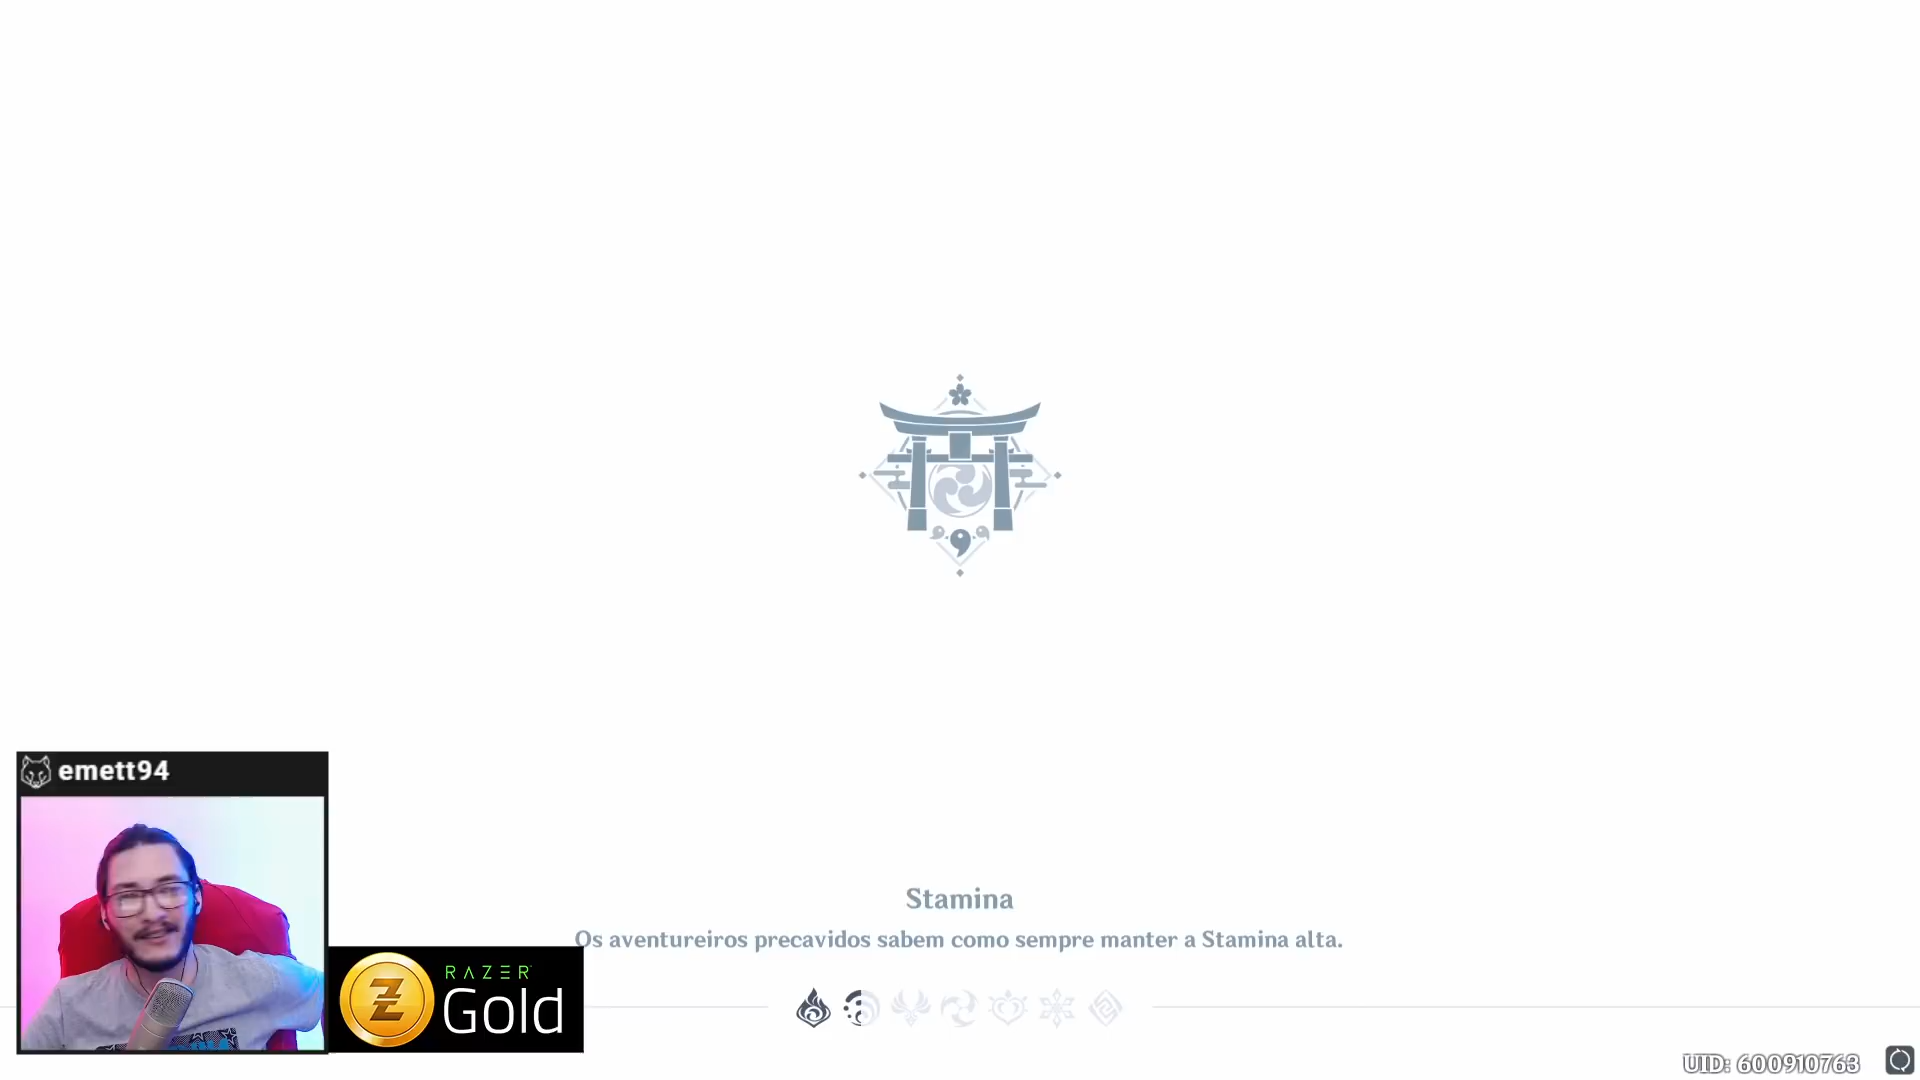 emett94
Stamina
Os aventureiros precavidos sabem como sempre manter a Stamina alta.
RAZER
Gold
UID: 600910763